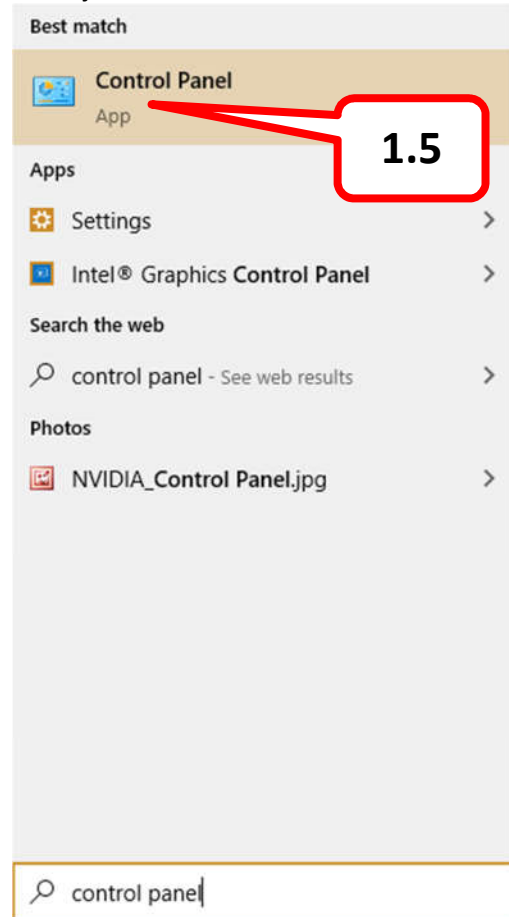 Best match
Control Panel
App
1.5
Apps
Settings
Intel® Graphics Control Panel
Search the web
control panel - See web results
Photos
NVIDIA_Control Panel.jpg
control panel